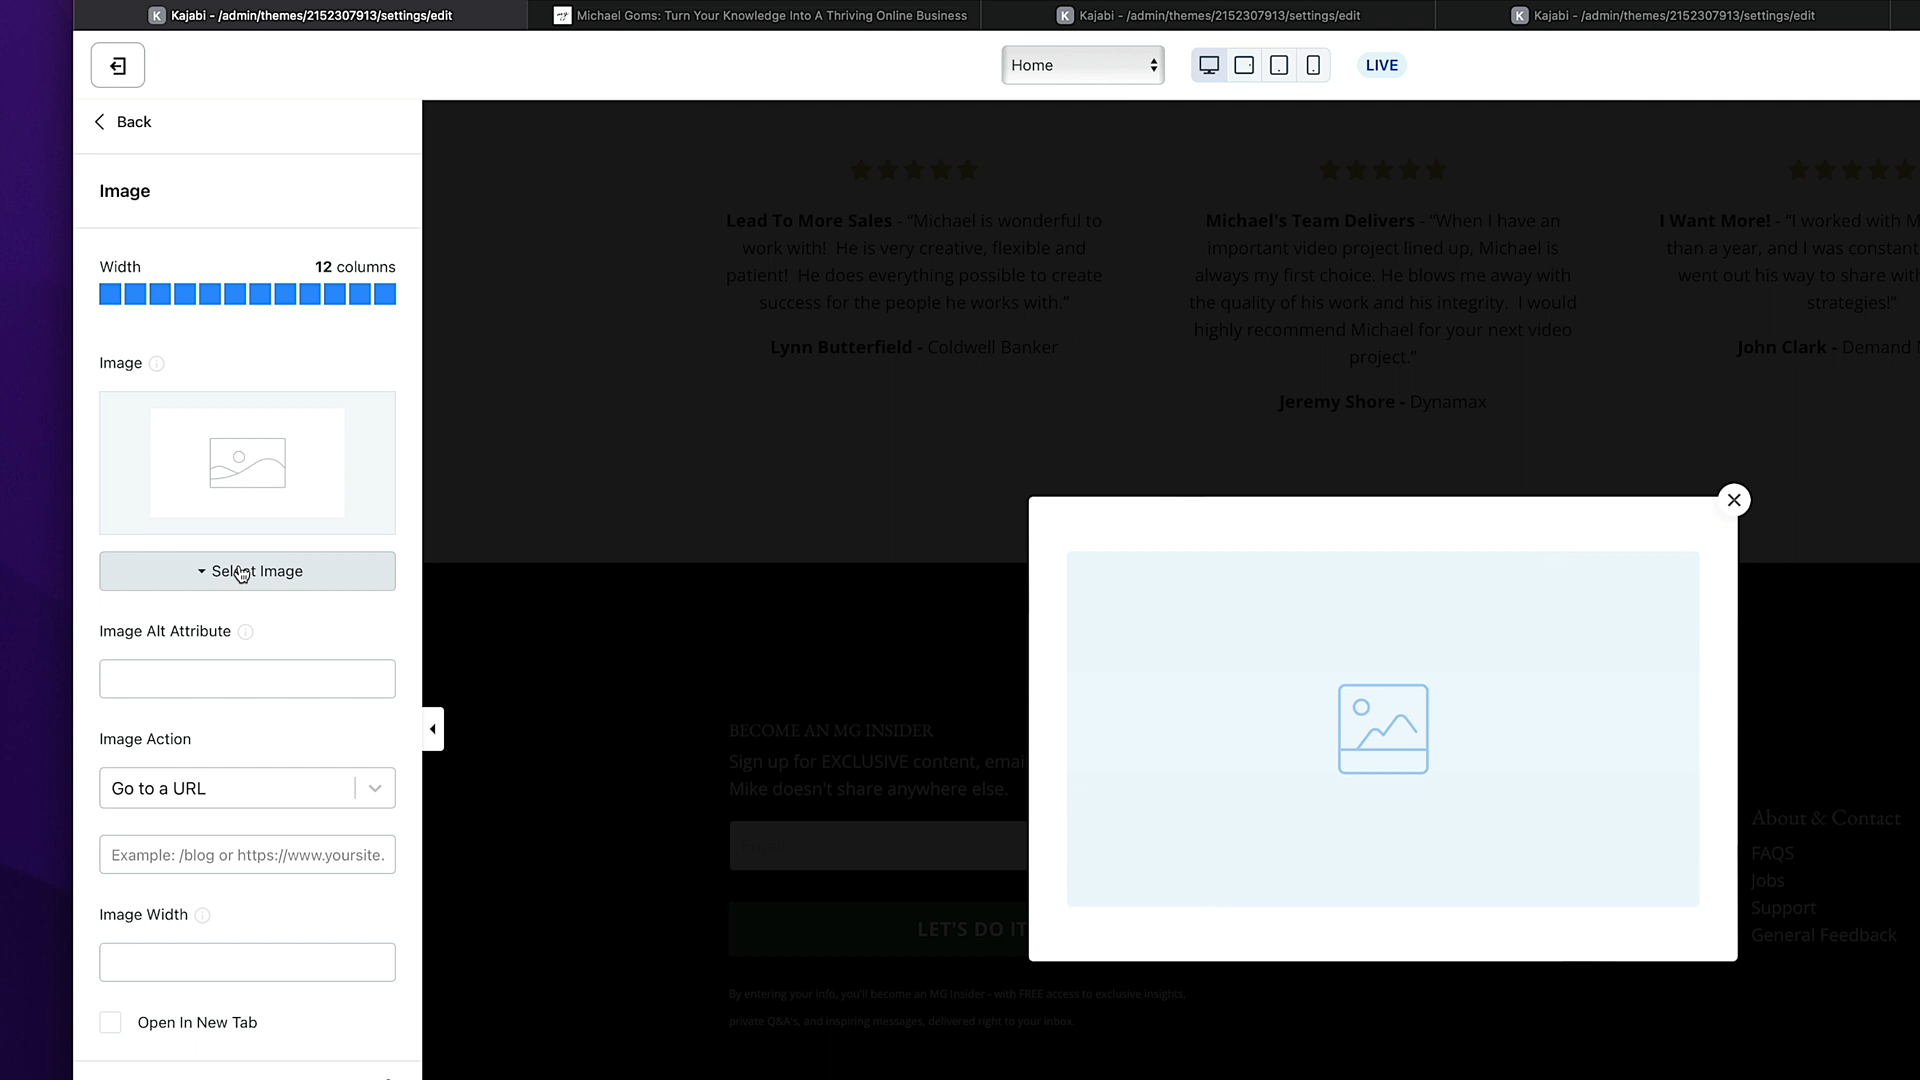 Kajabi - /admin/themes/2152307913/settings/edit
Michael Goms: Turn Your Knowledge Into A Thriving Online Business
Kajabi - /admin/themes/2152307913/settings/edit
Kajabi - /admin/themes/2152307913/settings/edit
Home
LIVE
Back
Image
Width
12 columns
Image
Select Image
Image Alt Attribute
Image Action
Go to a URL
Example: /blog or https://www.yoursite.
Image Width
Open In New Tab
Lead To More Sales - “Michael is wonderful to
work with!  He is very creative, flexible and
patient!  He does everything possible to create
success for the people he works with.”
Lynn Butterfield - Coldwell Banker
Michael's Team Delivers - “When I have an
important video project lined up, Michael is
always my first choice. He blows me away with
the quality of his work and his integrity.  I would
highly recommend Michael for your next video
project.”
Jeremy Shore - Dynamax
I Want More! - “I worked with M
than a year, and I was constant
went out his way to share with
strategies!”
John Clark - Demand
BECOME AN MG INSIDER
Sign up for EXCLUSIVE content, emai
Mike doesn't share anywhere else.
Email
LET'S DO IT
By entering your info, you'll become an MG Insider - with FREE access to exclusive insights,
private Q&A's, and inspiring messages, delivered right to your inbox.
About & Contact
FAQS
Jobs
Support
General Feedback